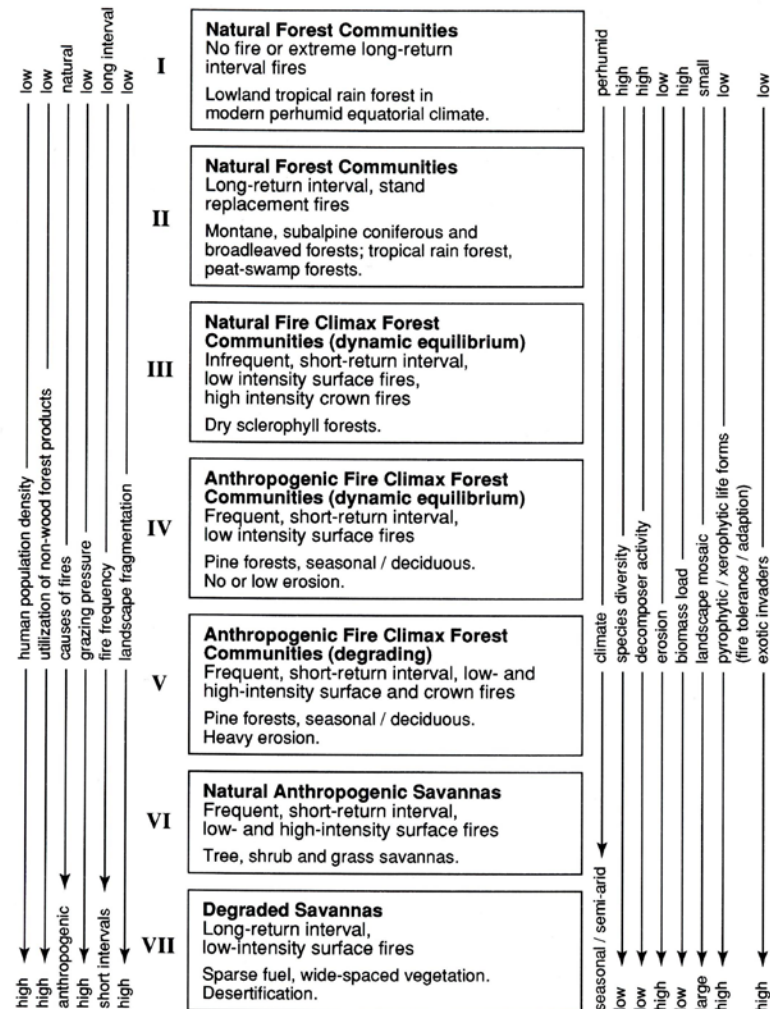 low
low
natural
low
long interval
low
human population density
utilization of non-wood forest products
causes of fires
grazing pressure
fire frequency
landscape fragmentation
high
high
anthropogenic
high
short intervals
high
I
Natural Forest Communities
No fire or extreme long-return
interval fires
Lowland tropical rain forest in
modern perhumid equatorial climate.
II
Natural Forest Communities
Long-return interval, stand
replacement fires
Montane, subalpine coniferous and
broadleaved forests; tropical rain forest,
peat-swamp forests.
III
Natural Fire Climax Forest
Communities (dynamic equilibrium)
Infrequent, short-return interval,
low intensity surface fires,
high intensity crown fires
Dry sclerophyll forests.
IV
Anthropogenic Fire Climax Forest
Communities (dynamic equilibrium)
Frequent, short-return interval,
low intensity surface fires
Pine forests, seasonal / deciduous.
No or low erosion.
V
Anthropogenic Fire Climax Forest
Communities (degrading)
Frequent, short-return interval, low- and
high-intensity surface and crown fires
Pine forests, seasonal / deciduous.
Heavy erosion.
VI
Natural Anthropogenic Savannas
Frequent, short-return interval,
low- and high-intensity surface fires
Tree, shrub and grass savannas.
VII
Degraded Savannas
Long-return interval,
low-intensity surface fires
Sparse fuel, wide-spaced vegetation.
Desertification.
perhumid
high
high
low
high
small
low
low
climate
species diversity
decomposer activity
erosion
biomass load
landscape mosaic
pyrophytic / xerophytic life forms
(fire tolerance / adaption)
exotic invaders
seasonal / semi-arid
low
low
high
low
large
high
high